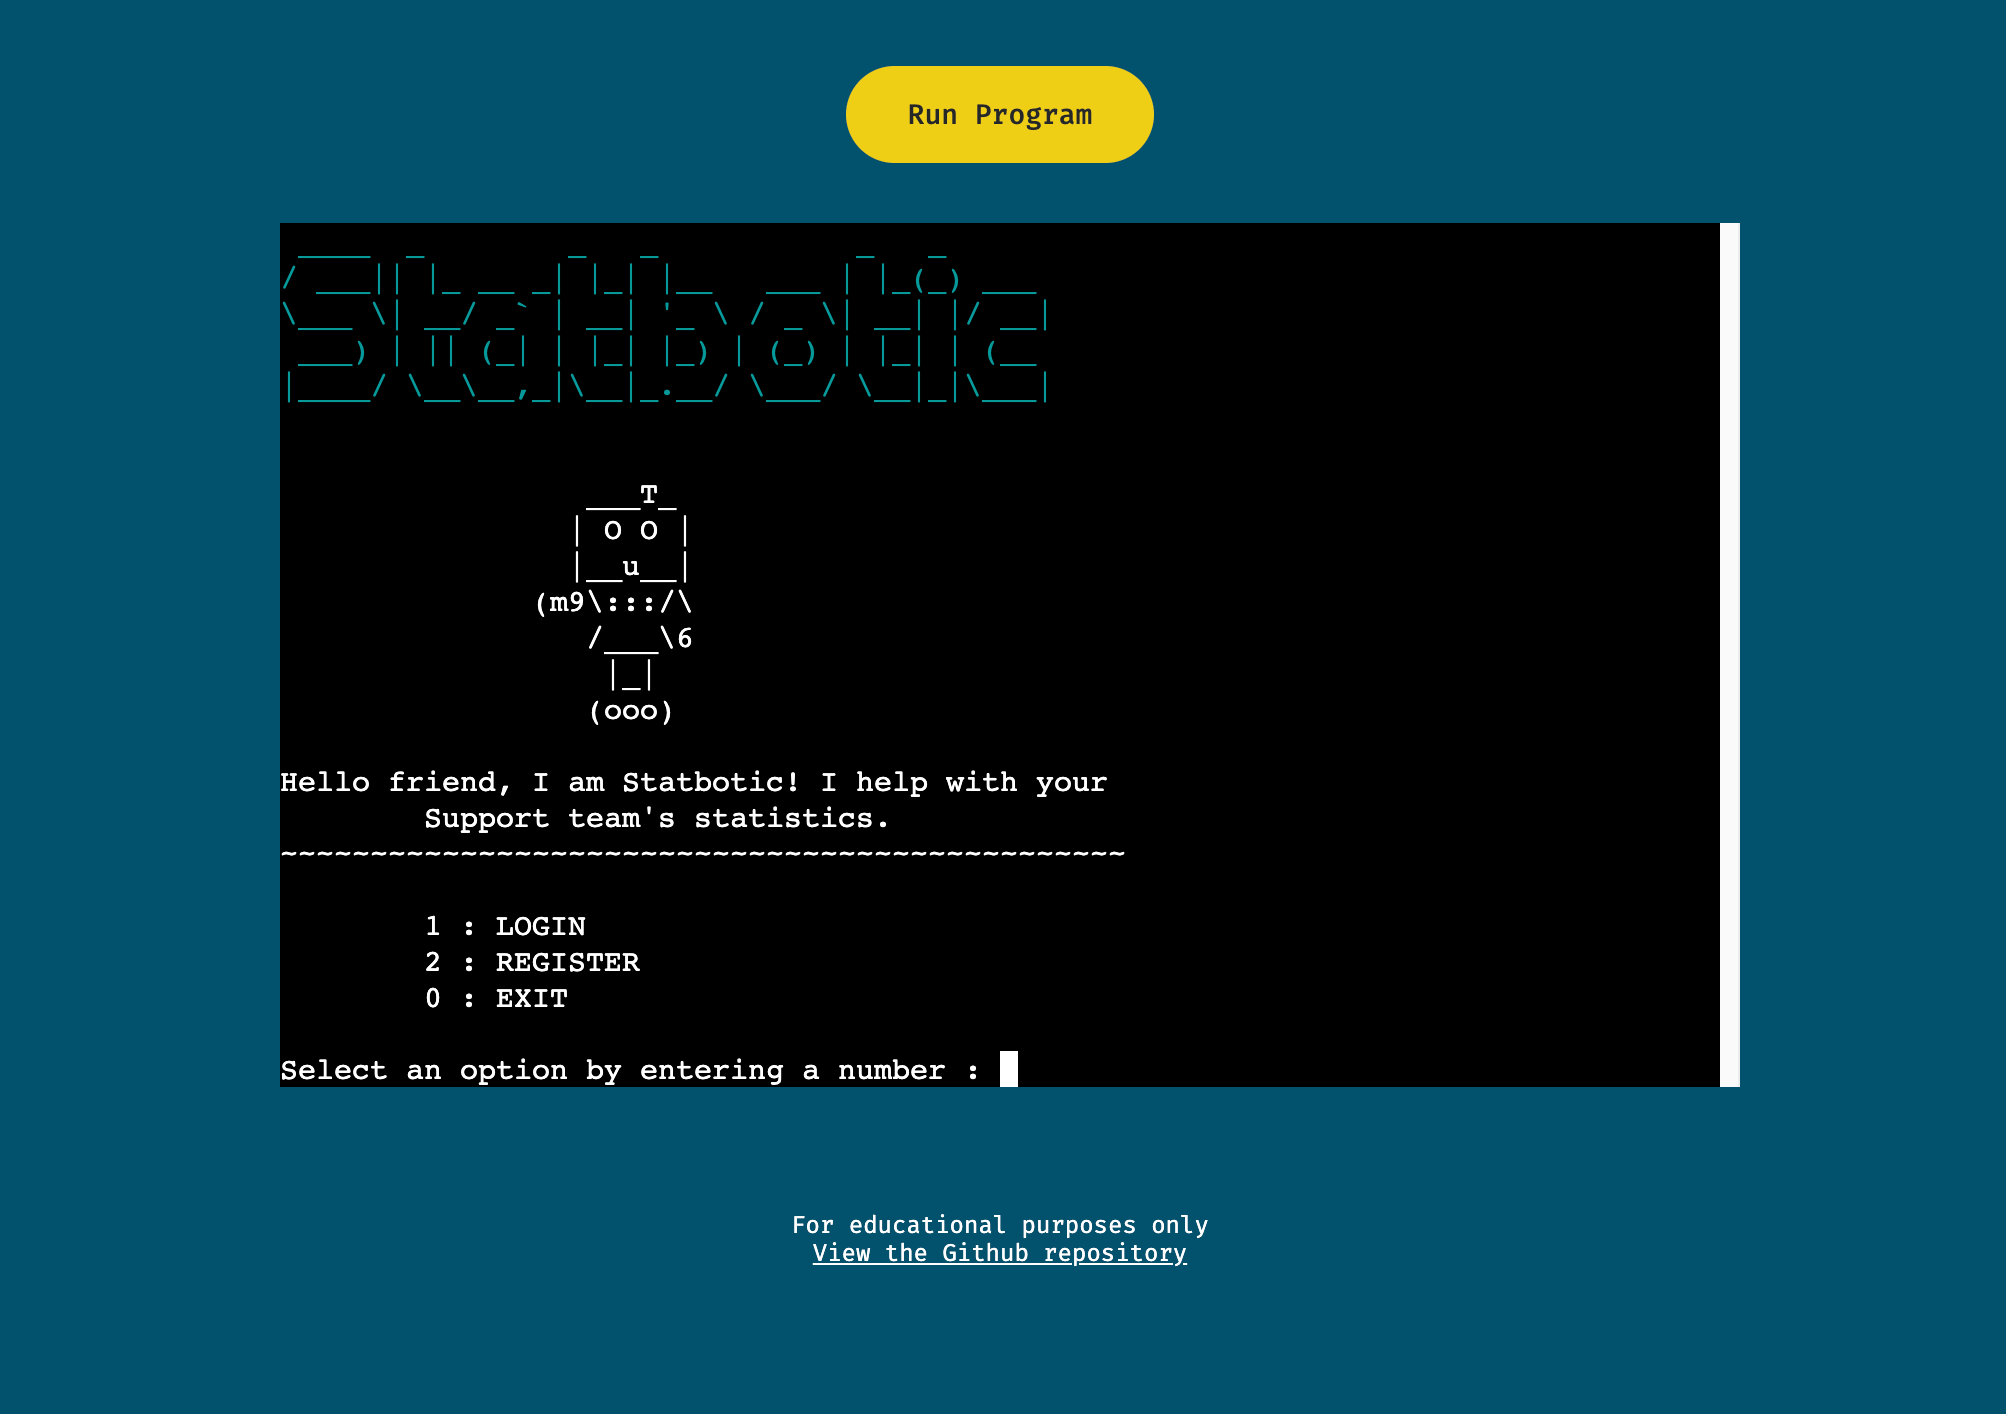 Run Program
Statbotic
___T_
| O O |
|__u__|
(m9\:::/\
/___\6
|_|
(ooo)
Hello friend, I am Statbotic! I help with your
Support team's statistics.
~~~~~~~~~~~~~~~~~~~~~~~~~~~~~~~~~~~~~~~~~~~~~~~
1 : LOGIN
2 : REGISTER
0 : EXIT
Select an option by entering a number :
For educational purposes only
View the Github repository